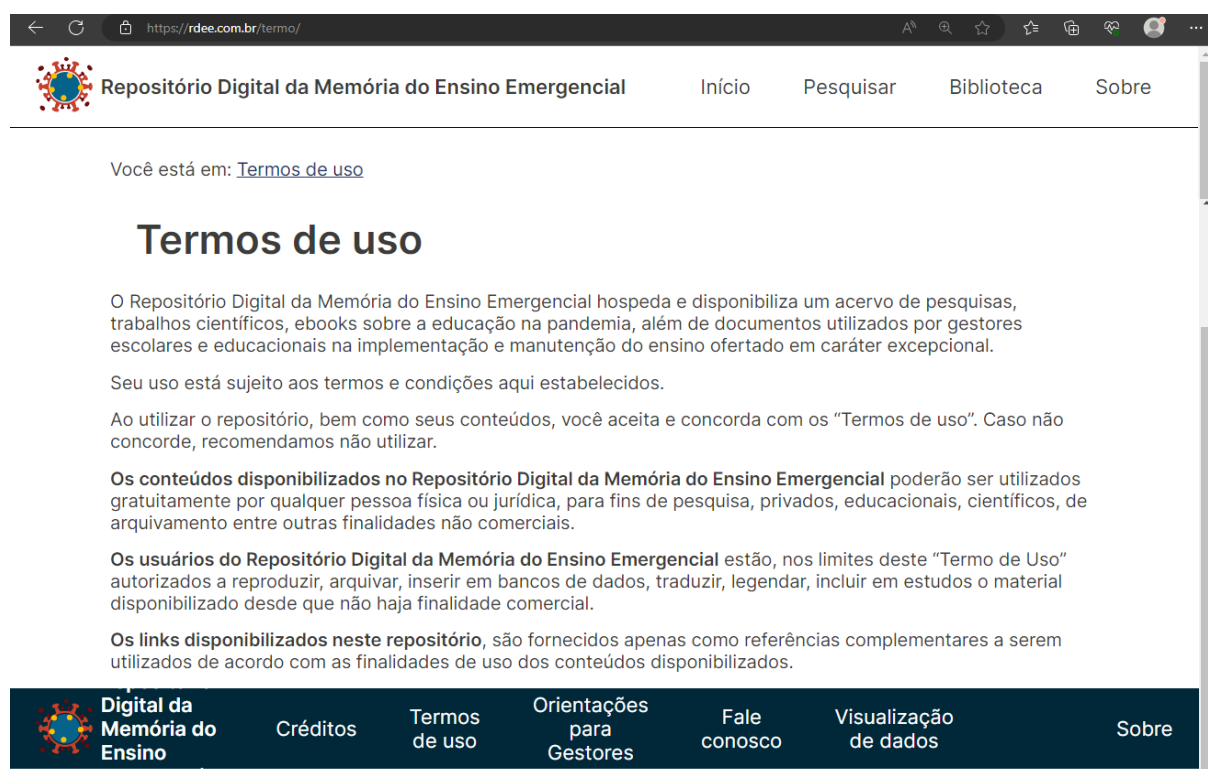 https://rdee.com.br/termo/
Repositório Digital da Memória do Ensino Emergencial
Início
Pesquisar
Biblioteca
Sobre
Você está em: Termos de uso
Termos de uso
O Repositório Digital da Memória do Ensino Emergencial hospeda e disponibiliza um acervo de pesquisas,
trabalhos científicos, ebooks sobre a educação na pandemia, além de documentos utilizados por gestores
escolares e educacionais na implementação e manutenção do ensino ofertado em caráter excepcional.
Seu uso está sujeito aos termos e condições aqui estabelecidos.
Ao utilizar o repositório, bem como seus conteúdos, você aceita e concorda com os “Termos de uso”. Caso não
concorde, recomendamos não utilizar.
Os conteúdos disponibilizados no Repositório Digital da Memória do Ensino Emergencial poderão ser utilizados
gratuitamente por qualquer pessoa física ou jurídica, para fins de pesquisa, privados, educacionais, científicos, de
arquivamento entre outras finalidades não comerciais.
Os usuários do Repositório Digital da Memória do Ensino Emergencial estão, nos limites deste “Termo de Uso”
autorizados a reproduzir, arquivar, inserir em bancos de dados, traduzir, legendar, incluir em estudos o material
disponibilizado desde que não haja finalidade comercial.
Os links disponibilizados neste repositório, são fornecidos apenas como referências complementares a serem
utilizados de acordo com as finalidades de uso dos conteúdos disponibilizados.
Digital da
Memória do
Ensino
Créditos
Termos
de uso
Orientações
para
Gestores
Fale
conosco
Visualização
de dados
Sobre